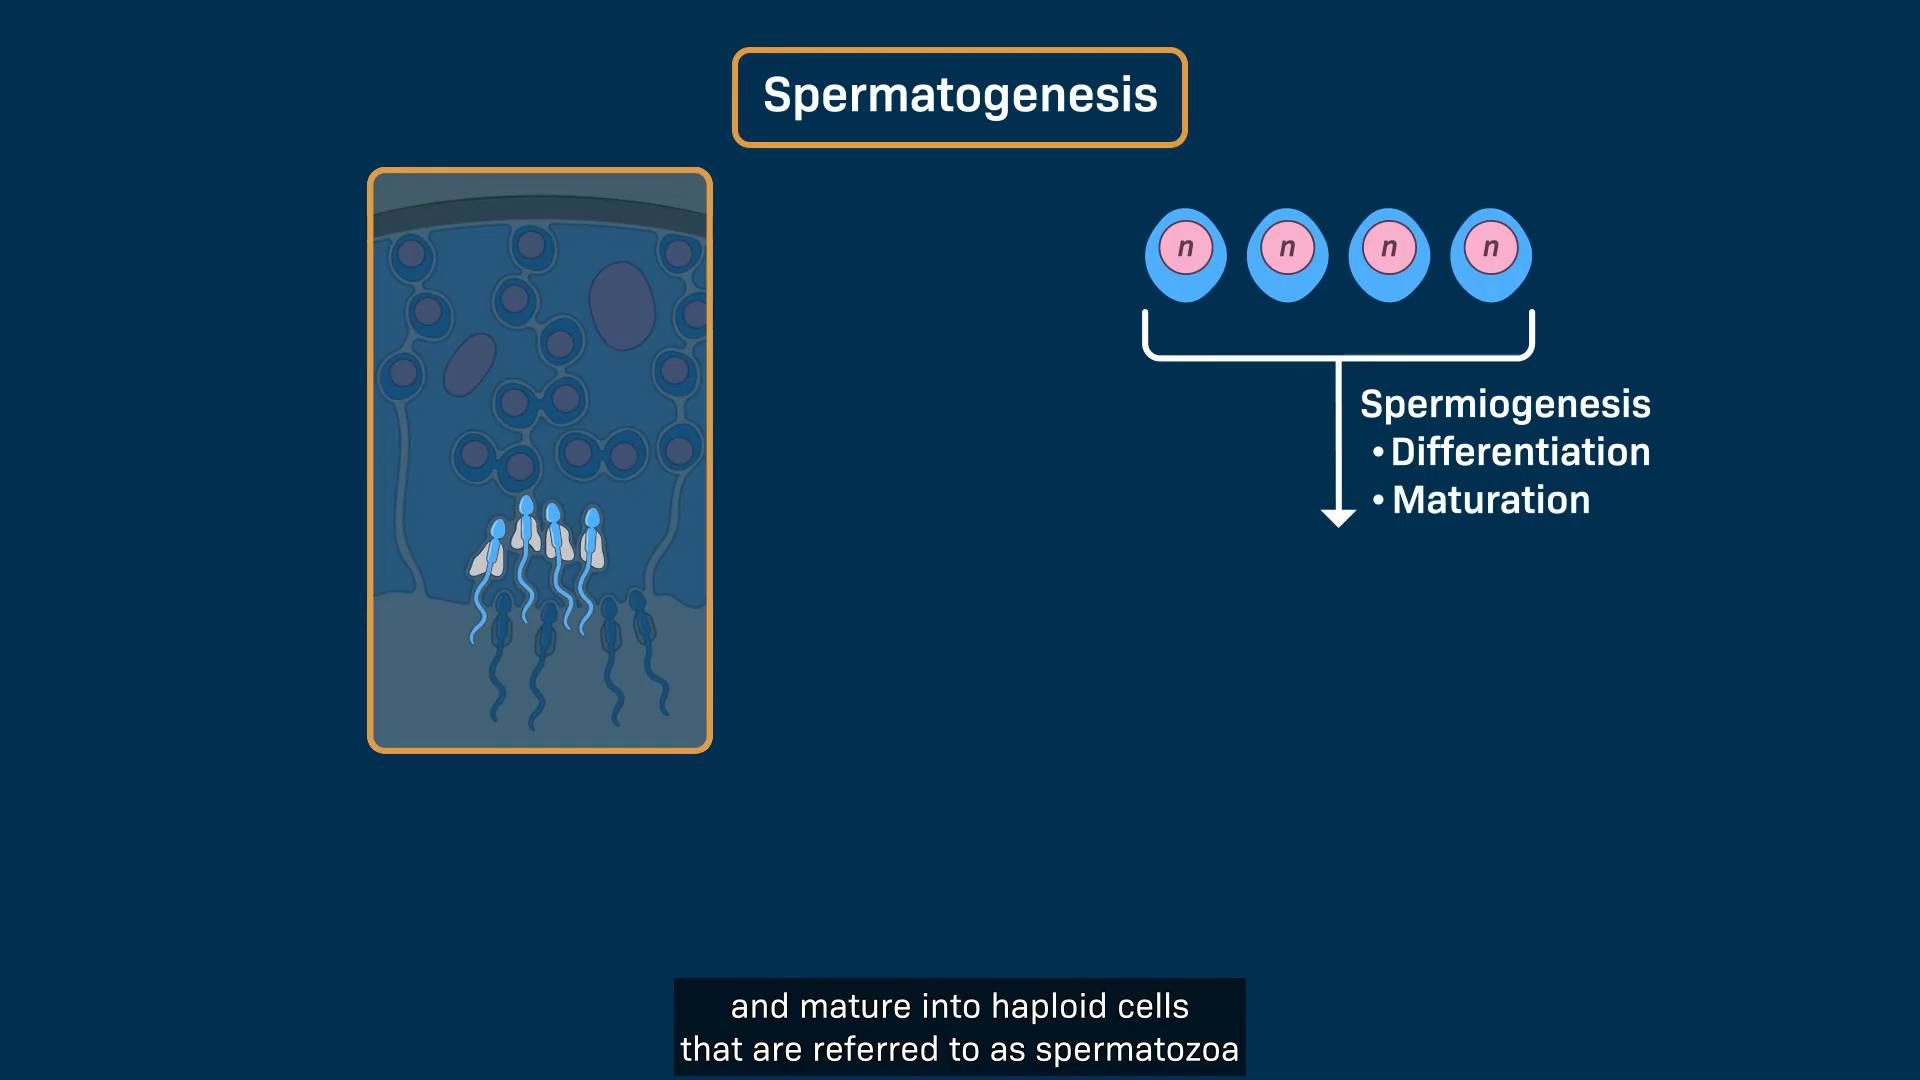 Spermatogenesis
n n n n
Spermiogenesis
• Differentiation
• Maturation
and mature into haploid cells
that are referred to as spermatozoa